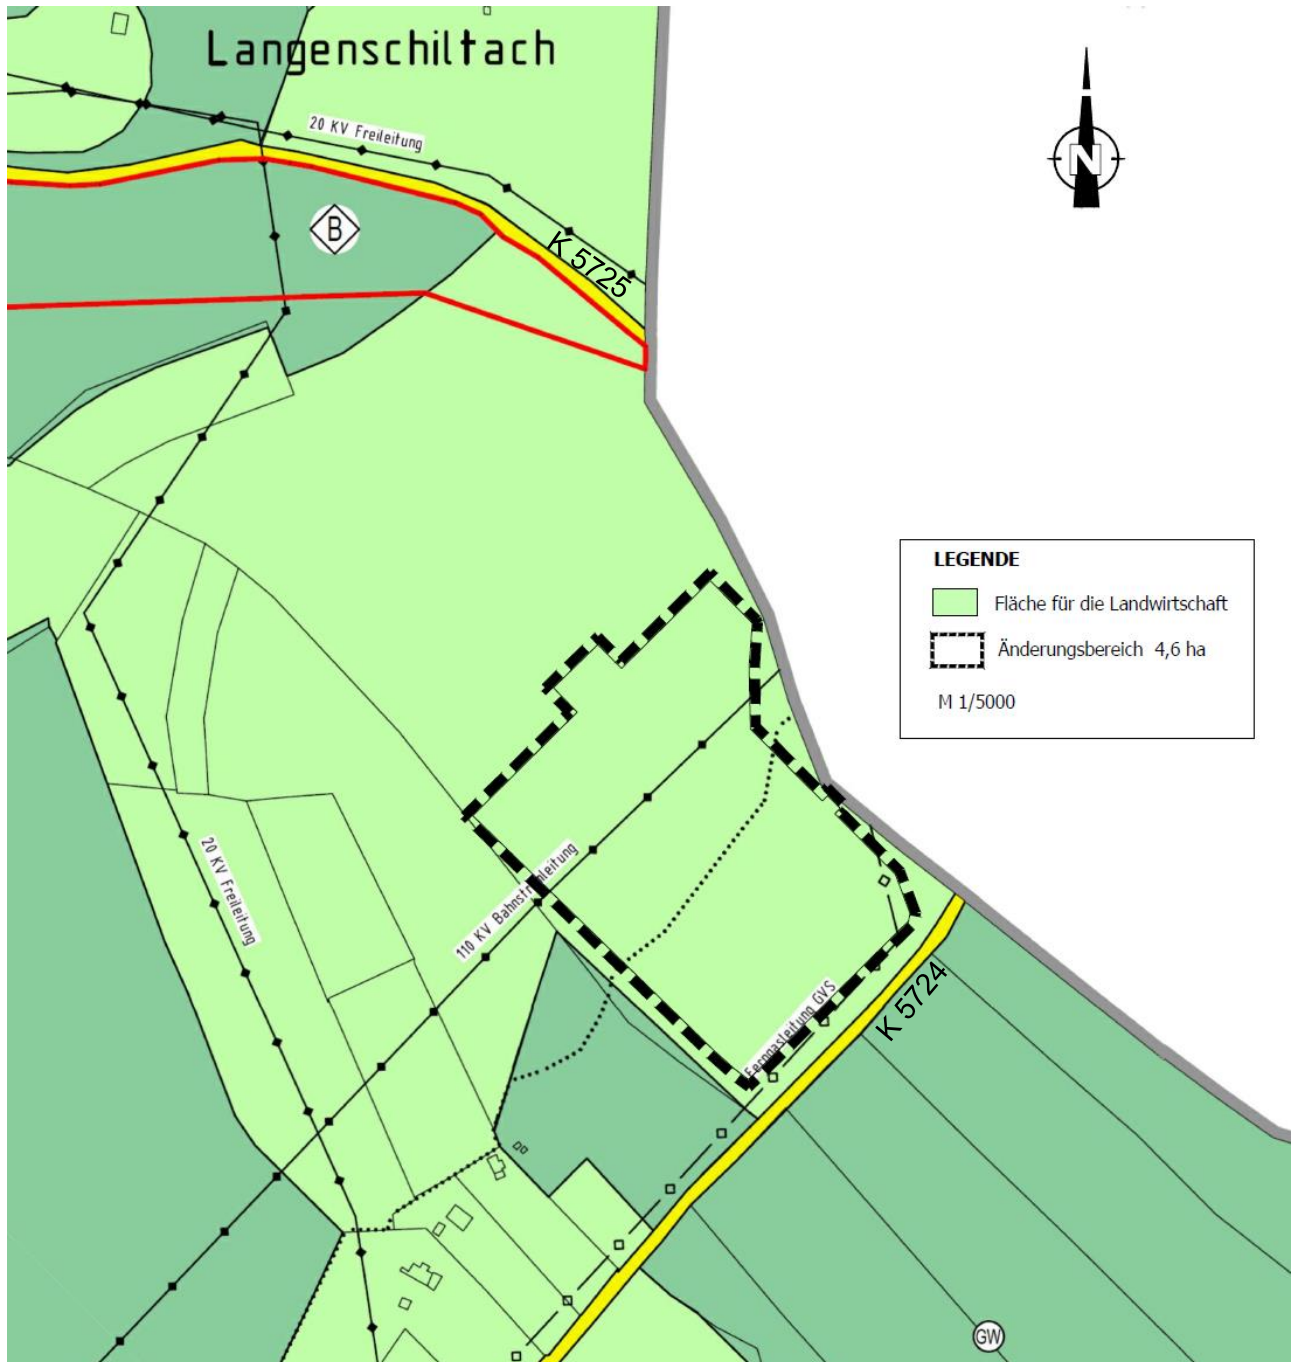 Langenschiltach
N
20 KV Freileitung
B
K 5725
LEGENDE
Fläche für die Landwirtschaft
Änderungsbereich 4,6 ha
M 1/5000
20 KV Freileitung
110 KV Bahnstromleitung
Ferngasleitung GVS
K 5724
GW